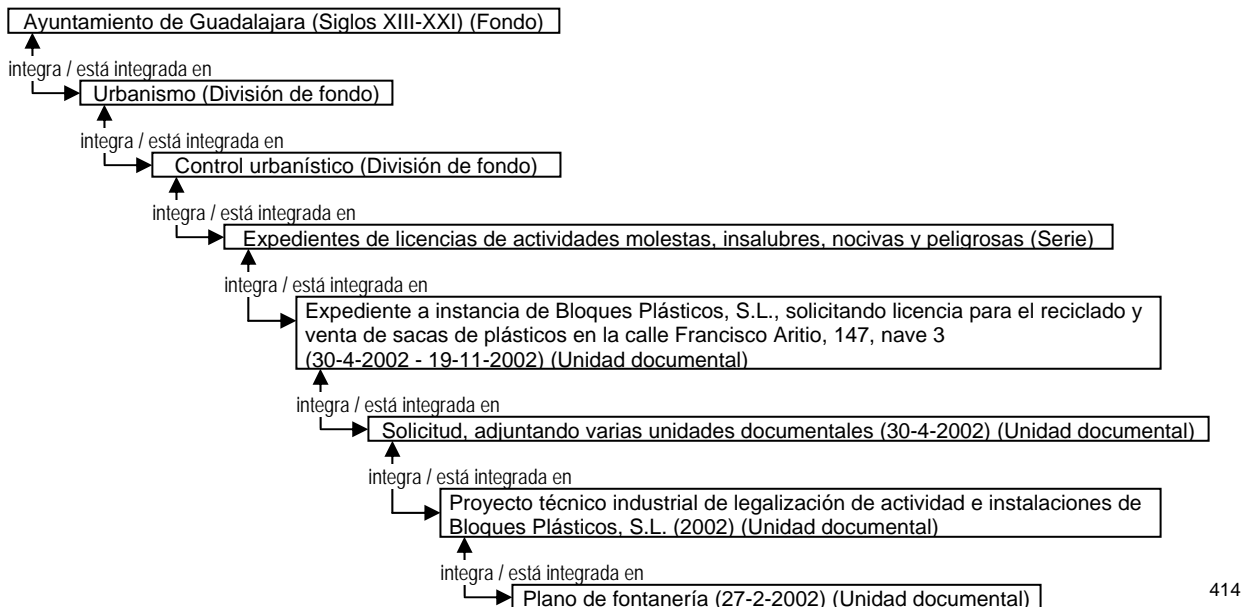 Ayuntamiento de Guadalajara (Siglos XIII-XXI) (Fondo)
integra / está integrada en
Urbanismo (División de fondo)
integra / está integrada en
Control urbanístico (División de fondo)
integra / está integrada en
Expedientes de licencias de actividades molestas, insalubres, nocivas y peligrosas (Serie)
integra / está integrada en
Expediente a instancia de Bloques Plásticos, S.L., solicitando licencia para el reciclado y
venta de sacas de plásticos en la calle Francisco Aritio, 147, nave 3
(30-4-2002 - 19-11-2002) (Unidad documental)
integra / está integrada en
Solicitud, adjuntando varias unidades documentales (30-4-2002) (Unidad documental)
integra / está integrada en
Proyecto técnico industrial de legalización de actividad e instalaciones de
Bloques Plásticos, S.L. (2002) (Unidad documental)
integra / está integrada en
Plano de fontanería (27-2-2002) (Unidad documental)
414